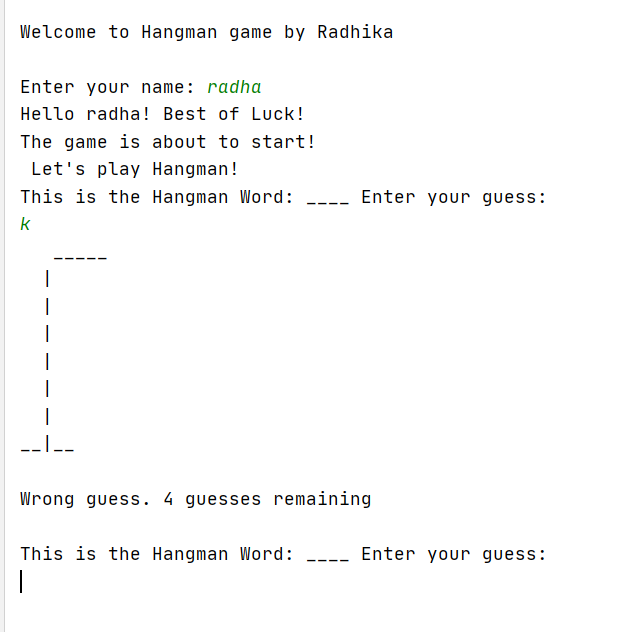 Welcome to Hangman game by Radhika
Enter your name: radha
Hello radha! Best of Luck!
The game is about to start!
 Let's play Hangman!
This is the Hangman Word: ____ Enter your guess:
k
   _____
  |
  |
  |
  |
  |
  |
__|__
Wrong guess. 4 guesses remaining
This is the Hangman Word: ____ Enter your guess: